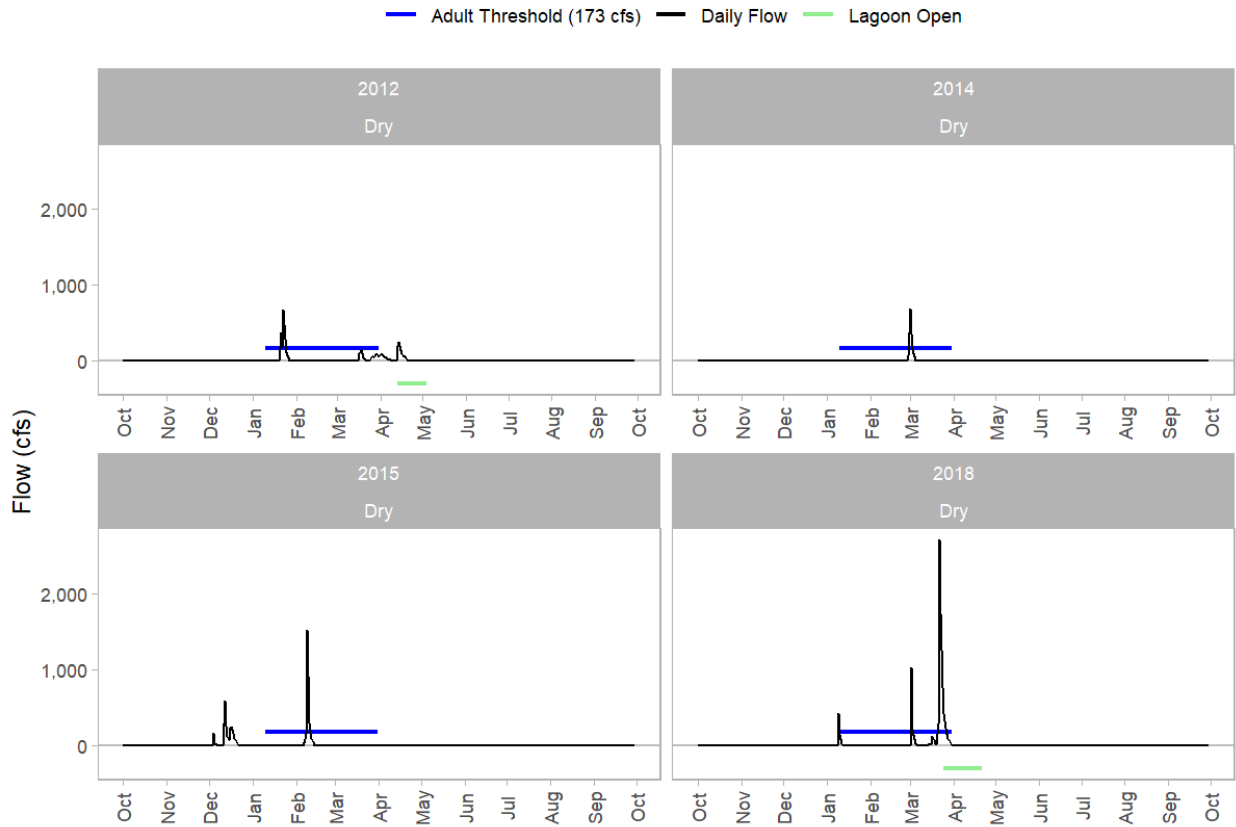 Adult Threshold (173 cfs) Daily Flow Lagoon Open
2012 2014
Dry Dry
2,000
1,000
0
Oct Nov Dec Jan Feb Mar Apr May Jun Jul Aug Sep Oct Oct Nov Dec Jan Feb Mar Apr May Jun Jul Aug Sep Oct
Flow (cfs)
2015 2018
Dry Dry
2,000
1,000
0
Oct Nov Dec Jan Feb Mar Apr May Jun Jul Aug Sep Oct Oct Nov Dec Jan Feb Mar Apr May Jun Jul Aug Sep Oct